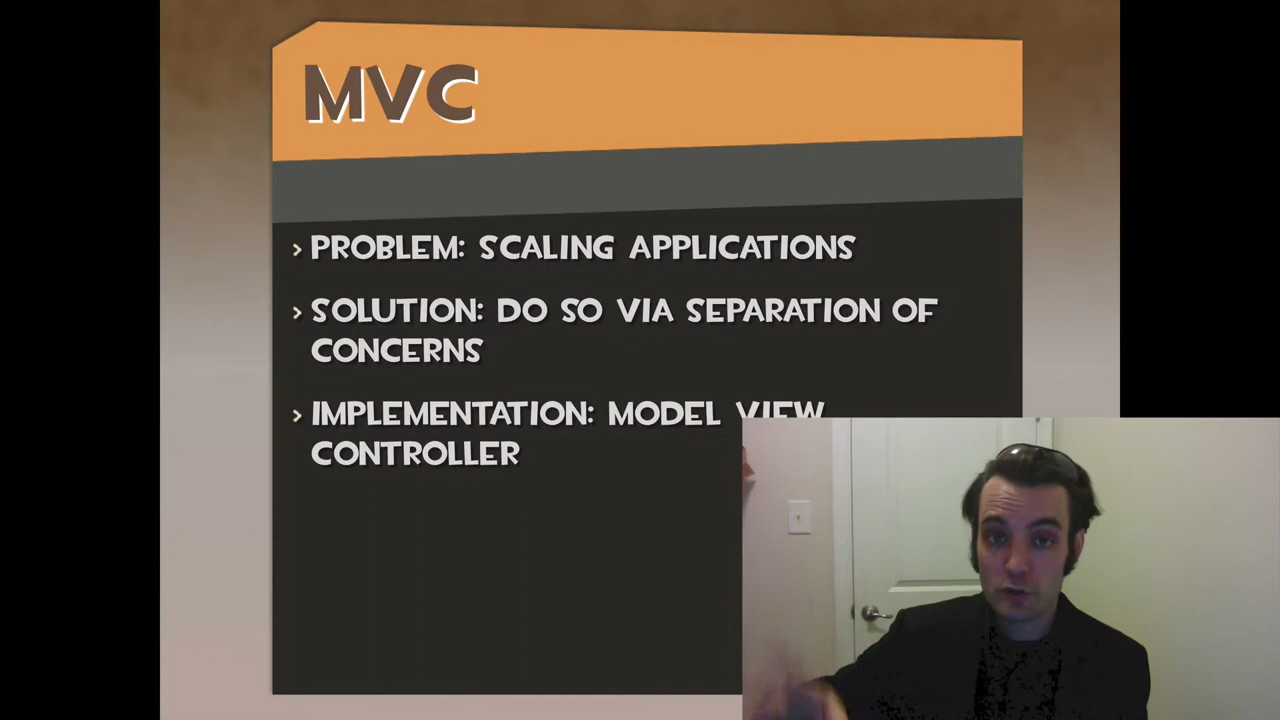 MVC
› PROBLEM: SCALING APPLICATIONS
› SOLUTION: DO SO VIA SEPARATION OF
CONCERNS
› IMPLEMENTATION: MODEL VIEW
CONTROLLER